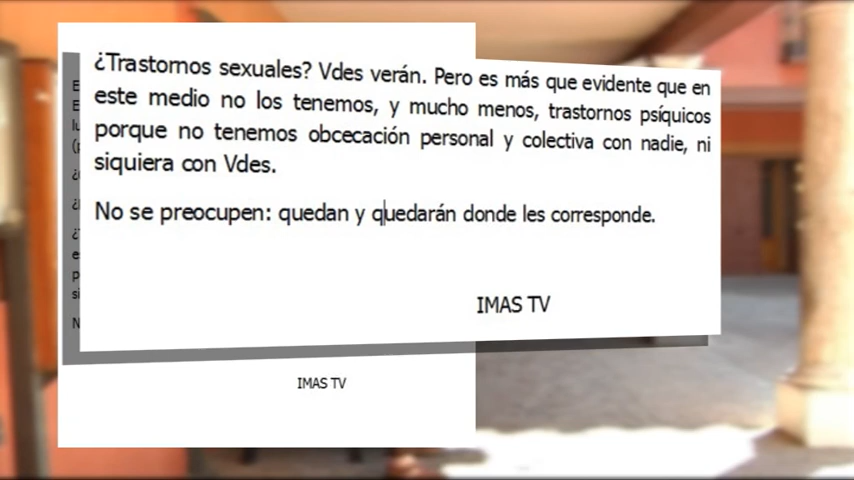 ¿Trastornos sexuales? Vdes verán. Pero es más que evidente que en
este medio no los tenemos, y mucho menos, trastornos psíquicos
porque no tenemos obcecación personal y colectiva con nadie, ni
siquiera con Vdes.
No se preocupen: quedan y quedarán donde les corresponde.
IMAS TV
IMAS TV